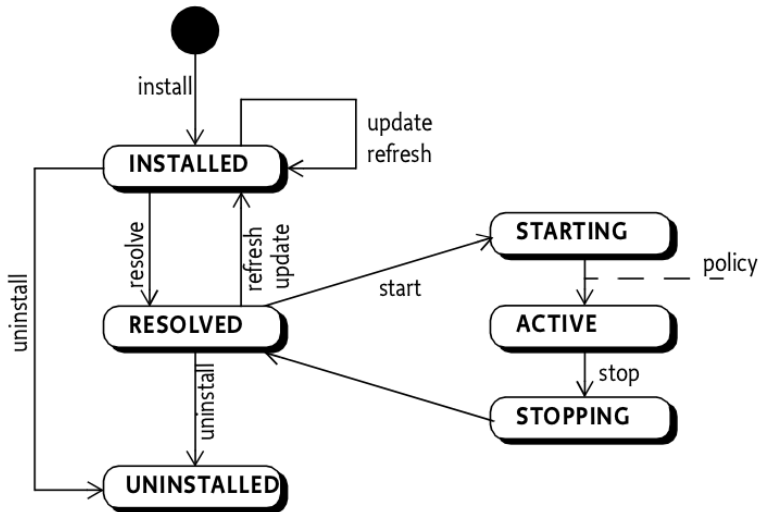 install
update
refresh
INSTALLED
resolve
refresh
update
uninstall
STARTING
policy
start
RESOLVED
ACTIVE
uninstall
stop
STOPPING
UNINSTALLED